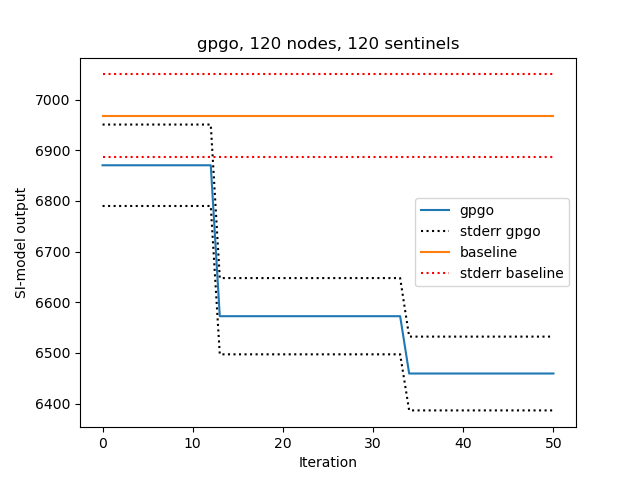 gpgo, 120 nodes, 120 sentinels
SI-model output
7000
6900
6800
6700
6600
6500
6400
gpgo
stderr gpgo
baseline
stderr baseline
0 10 20 30 40 50
Iteration